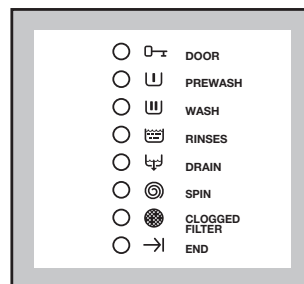 DOOR
PREWASH
WASH
RINSES
DRAIN
SPIN
CLOGGED
FILTER
END